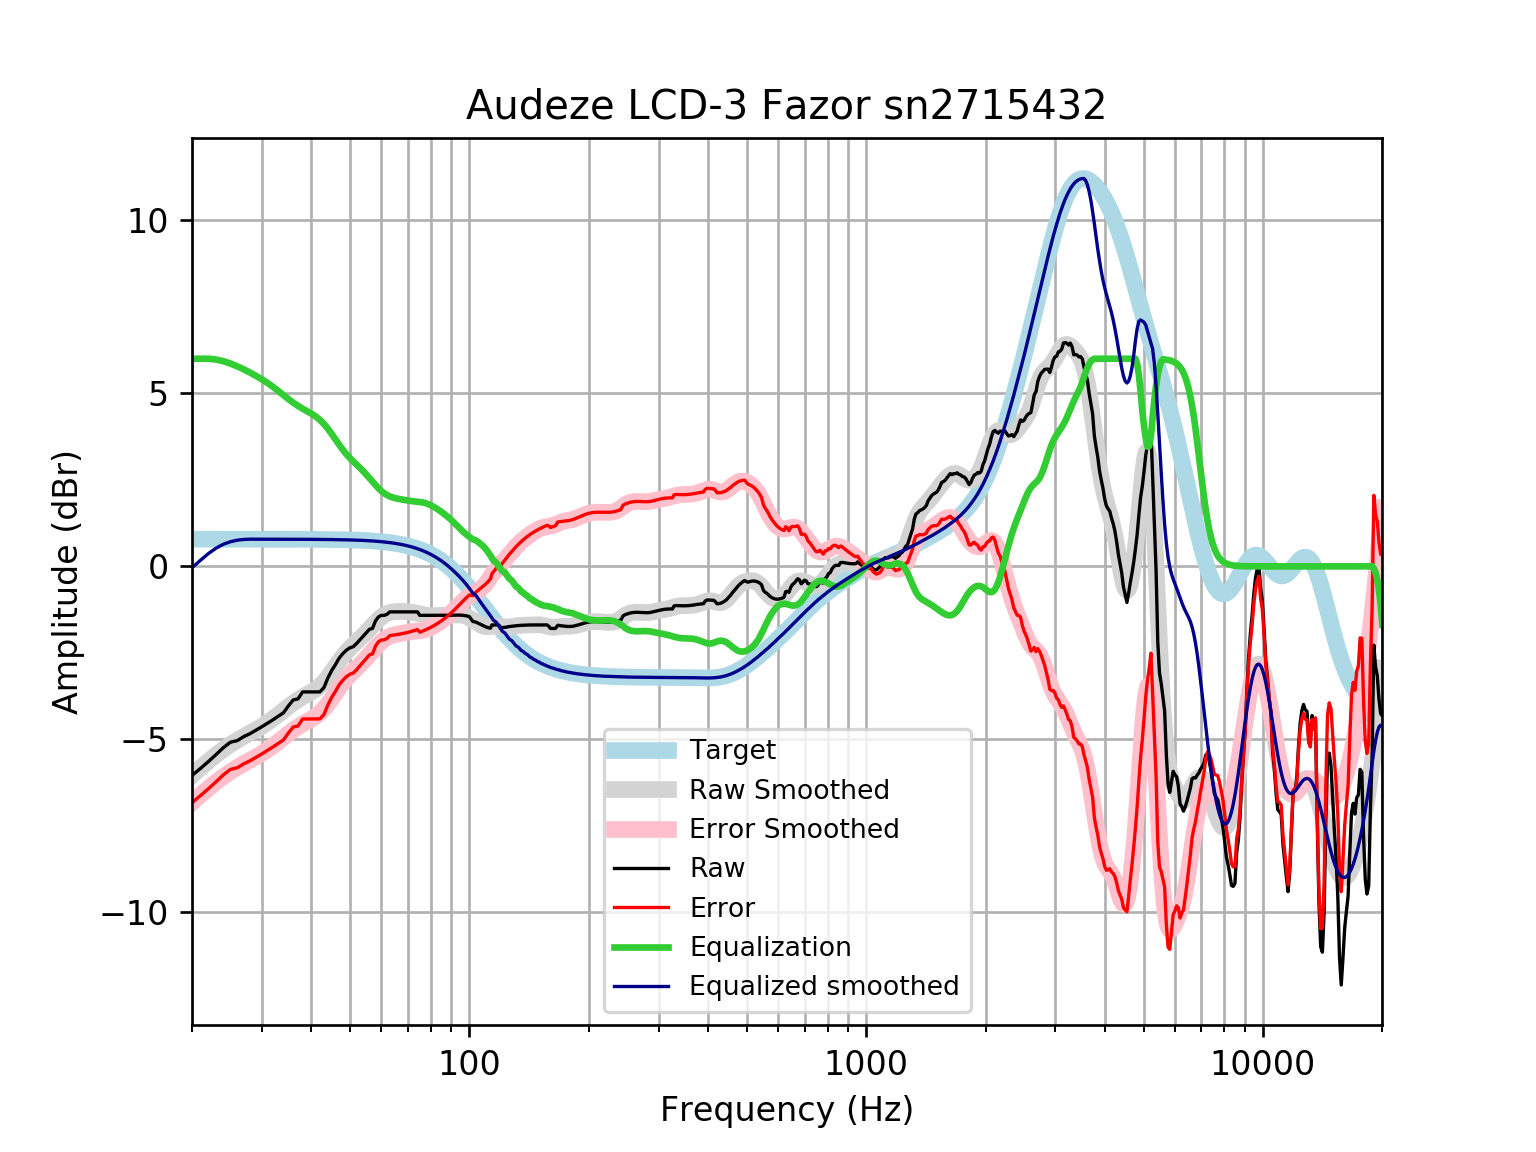 Audeze LCD-3 Fazor sn2715432
Amplitude (dBr)
10
5
0
−5
−10
Target
Raw Smoothed
Error Smoothed
Raw
Error
Equalization
Equalized smoothed
100
1000
10000
Frequency (Hz)